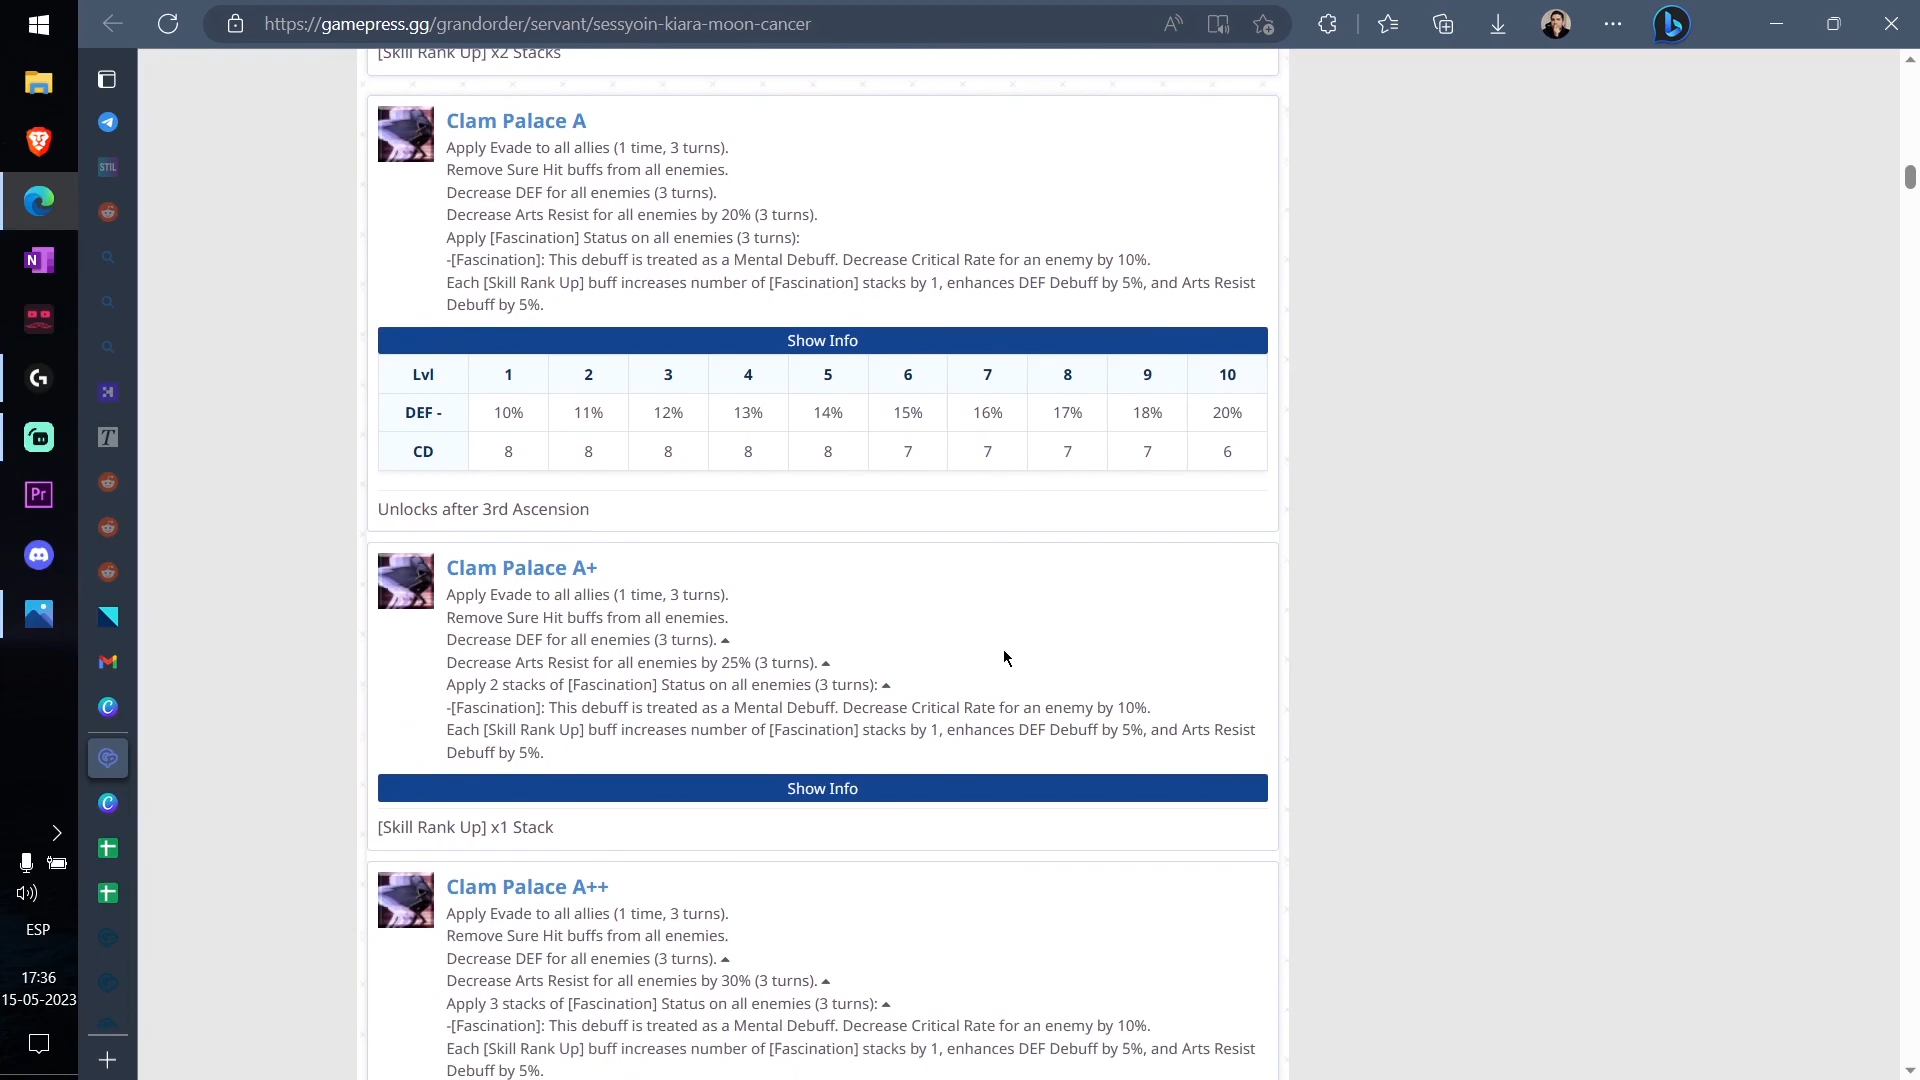 https://gamepress.gg/grandorder/servant/sessyoin-kiara-moon-cancer
[Skill Rank Up] x2 Stacks
Clam Palace A
Apply Evade to all allies (1 time, 3 turns).
Remove Sure Hit buffs from all enemies.
Decrease DEF for all enemies (3 turns).
Decrease Arts Resist for all enemies by 20% (3 turns).
Apply [Fascination] Status on all enemies (3 turns):
-[Fascination]: This debuff is treated as a Mental Debuff. Decrease Critical Rate for an enemy by 10%.
Each [Skill Rank Up] buff increases number of [Fascination] stacks by 1, enhances DEF Debuff by 5%, and Arts Resist
Debuff by 5%.
Show Info
Lvl 1 2 3 4 5 6 7 8 9 10
DEF - 10% 11% 12% 13% 14% 15% 16% 17% 18% 20%
CD 8 8 8 8 8 7 7 7 7 6
Unlocks after 3rd Ascension
Clam Palace A+
Apply Evade to all allies (1 time, 3 turns).
Remove Sure Hit buffs from all enemies.
Decrease DEF for all enemies (3 turns).
Decrease Arts Resist for all enemies by 25% (3 turns).
Apply 2 stacks of [Fascination] Status on all enemies (3 turns):
-[Fascination]: This debuff is treated as a Mental Debuff. Decrease Critical Rate for an enemy by 10%.
Each [Skill Rank Up] buff increases number of [Fascination] stacks by 1, enhances DEF Debuff by 5%, and Arts Resist
Debuff by 5%.
Show Info
[Skill Rank Up] x1 Stack
Clam Palace A++
Apply Evade to all allies (1 time, 3 turns).
Remove Sure Hit buffs from all enemies.
Decrease DEF for all enemies (3 turns).
Decrease Arts Resist for all enemies by 30% (3 turns).
Apply 3 stacks of [Fascination] Status on all enemies (3 turns):
-[Fascination]: This debuff is treated as a Mental Debuff. Decrease Critical Rate for an enemy by 10%.
Each [Skill Rank Up] buff increases number of [Fascination] stacks by 1, enhances DEF Debuff by 5%, and Arts Resist
Debuff by 5%.
STIL
N
Pr
ESP
17:36
15-05-2023